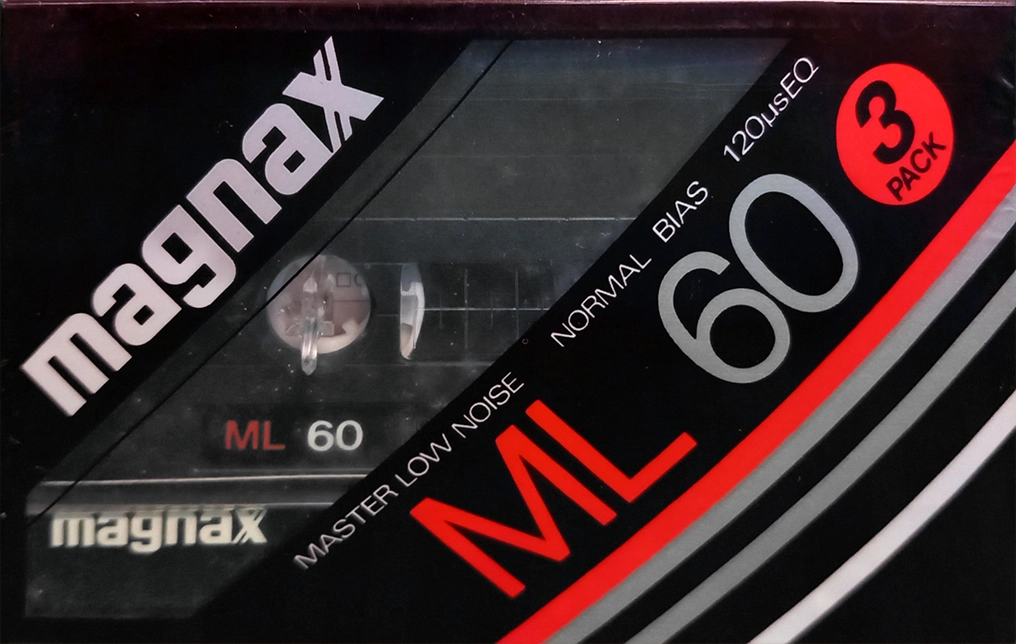 magnax
3
PACK
120µsEQ
60
MASTER LOW NOISE NORMAL BIAS
ML
ML 60
magnax